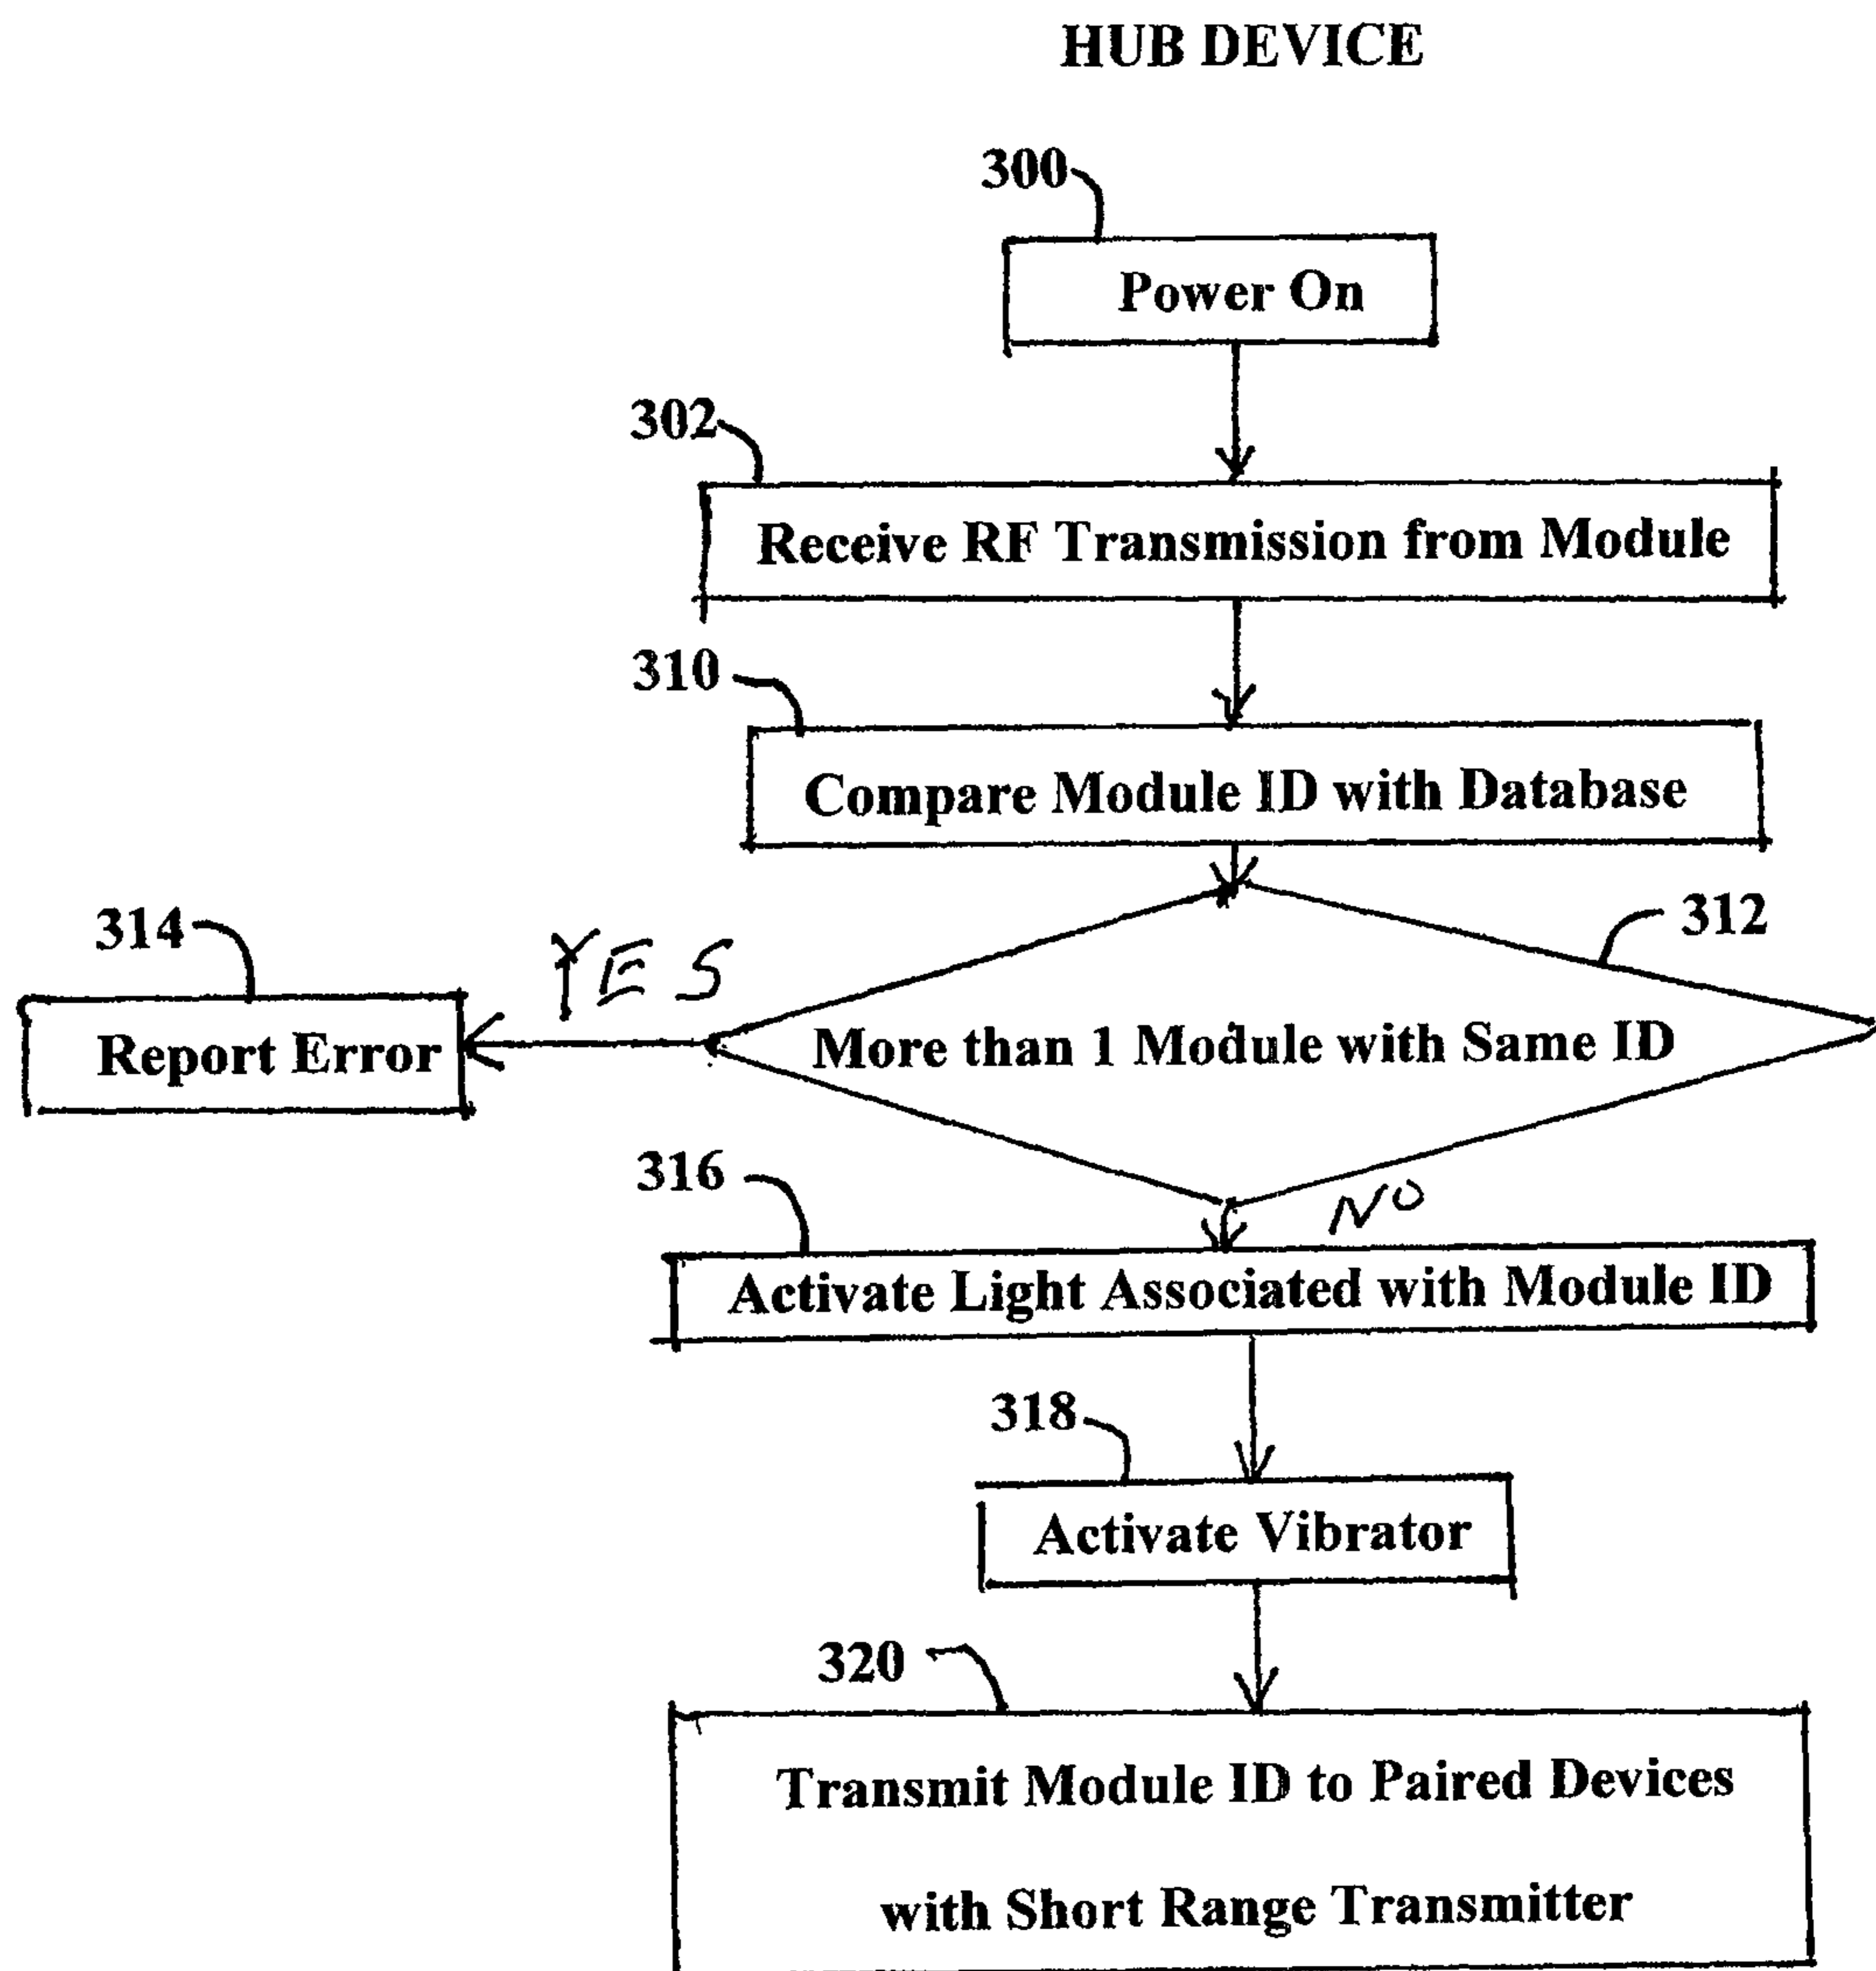 HUB DEVICE
300
Power On
302
Receive RF Transmission from Module
310
Compare Module ID with Database
312
314
YES
More than 1 Module with Same ID
Report Error
316
NO
Activate Light Associated with Module ID
318
Activate Vibrator
320
Transmit Module ID to Paired Devices
with Short Range Transmitter